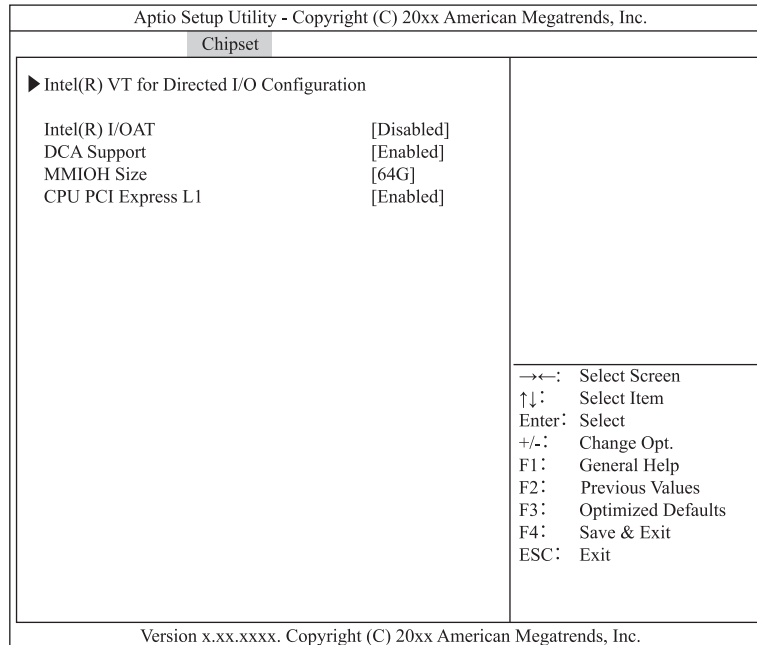 Aptio Setup Utility - Copyright (C) 20xx American Megatrends, Inc.
Chipset
▶Intel(R) VT for Directed I/O Configuration
Intel(R) I/OAT [Disabled]
DCA Support [Enabled]
MMIOH Size [64G]
CPU PCI Express L1 [Enabled]
→←: Select Screen
↑↓: Select Item
Enter: Select
+/-: Change Opt.
F1: General Help
F2: Previous Values
F3: Optimized Defaults
F4: Save & Exit
ESC: Exit
Version x.xx.xxxx. Copyright (C) 20xx American Megatrends, Inc.